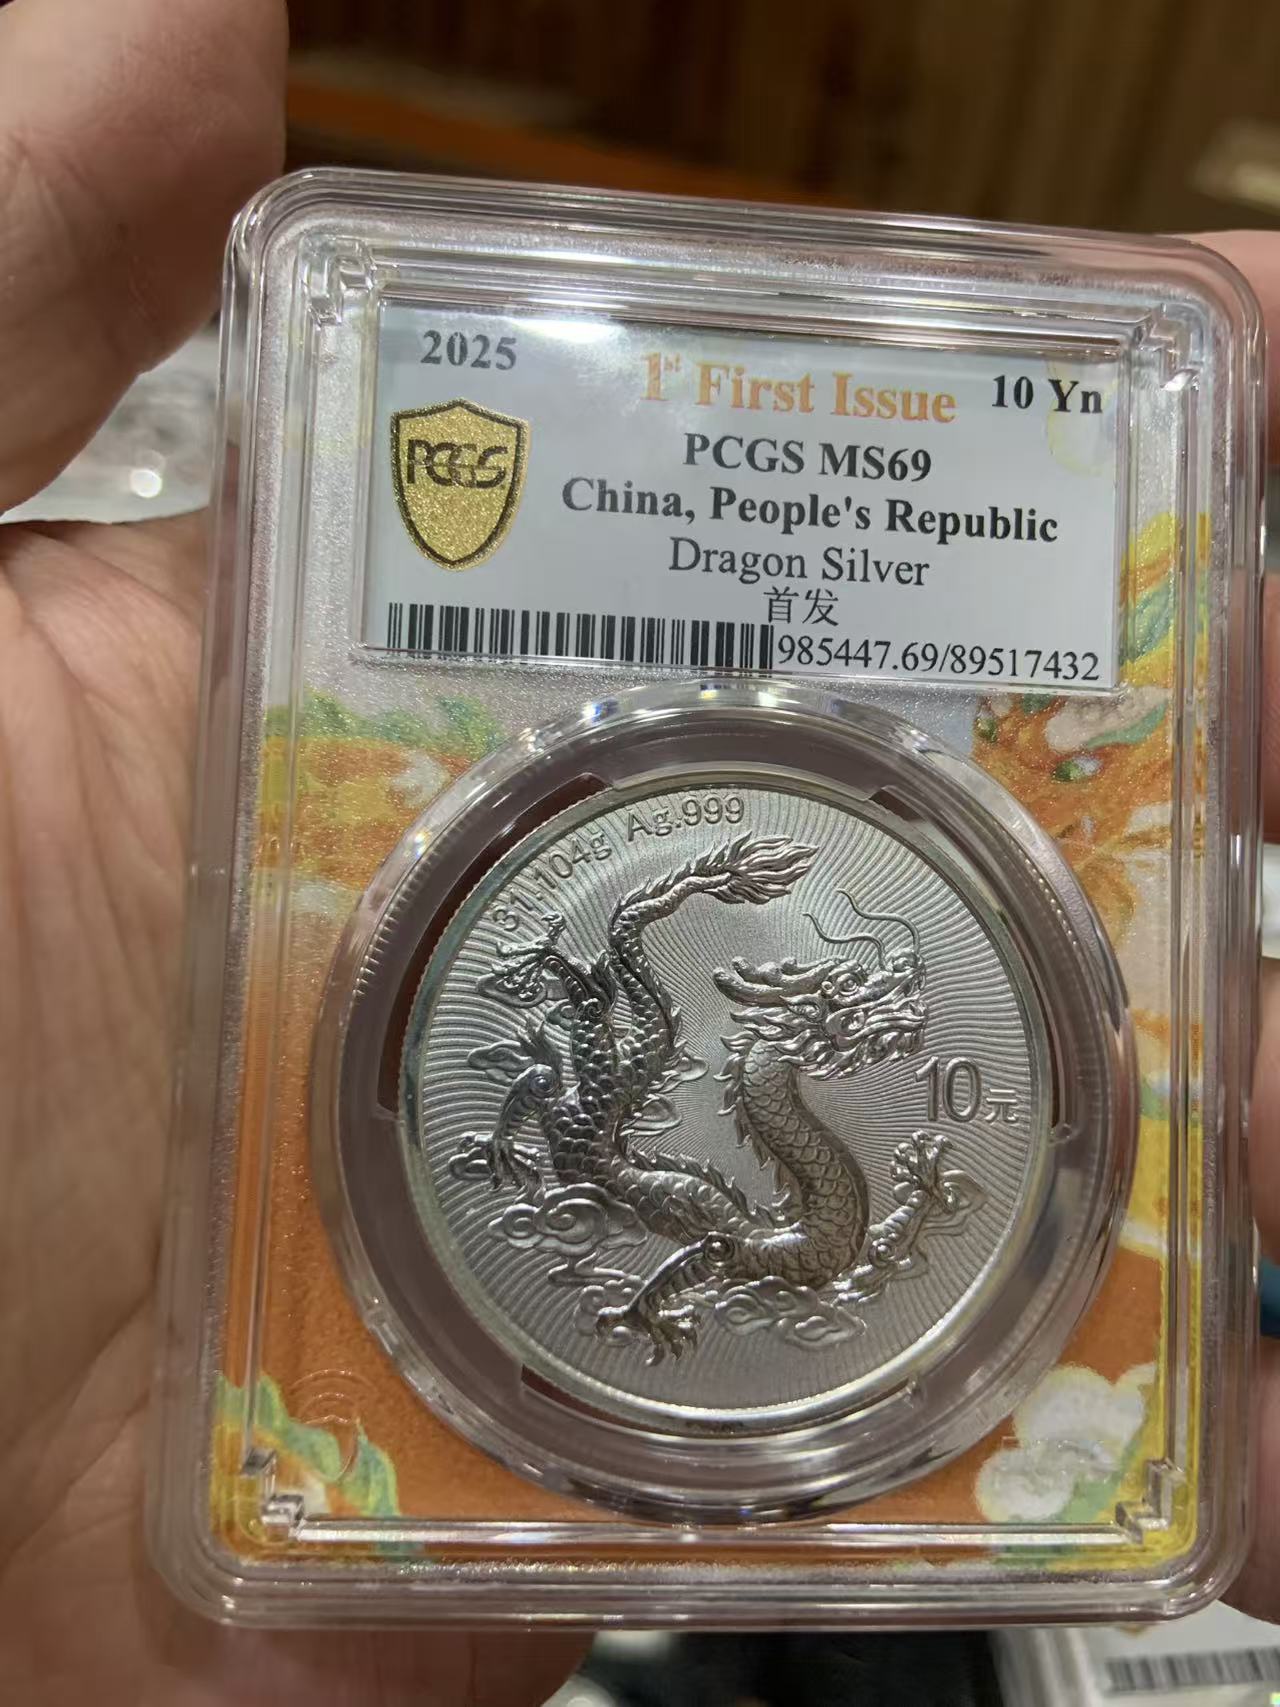 2025
1st First Issue
10 Yn
PCGS
PCGS MS69
China, People's Republic
Dragon Silver
首发
985447.69/89517432
31.104g Ag.999
10元